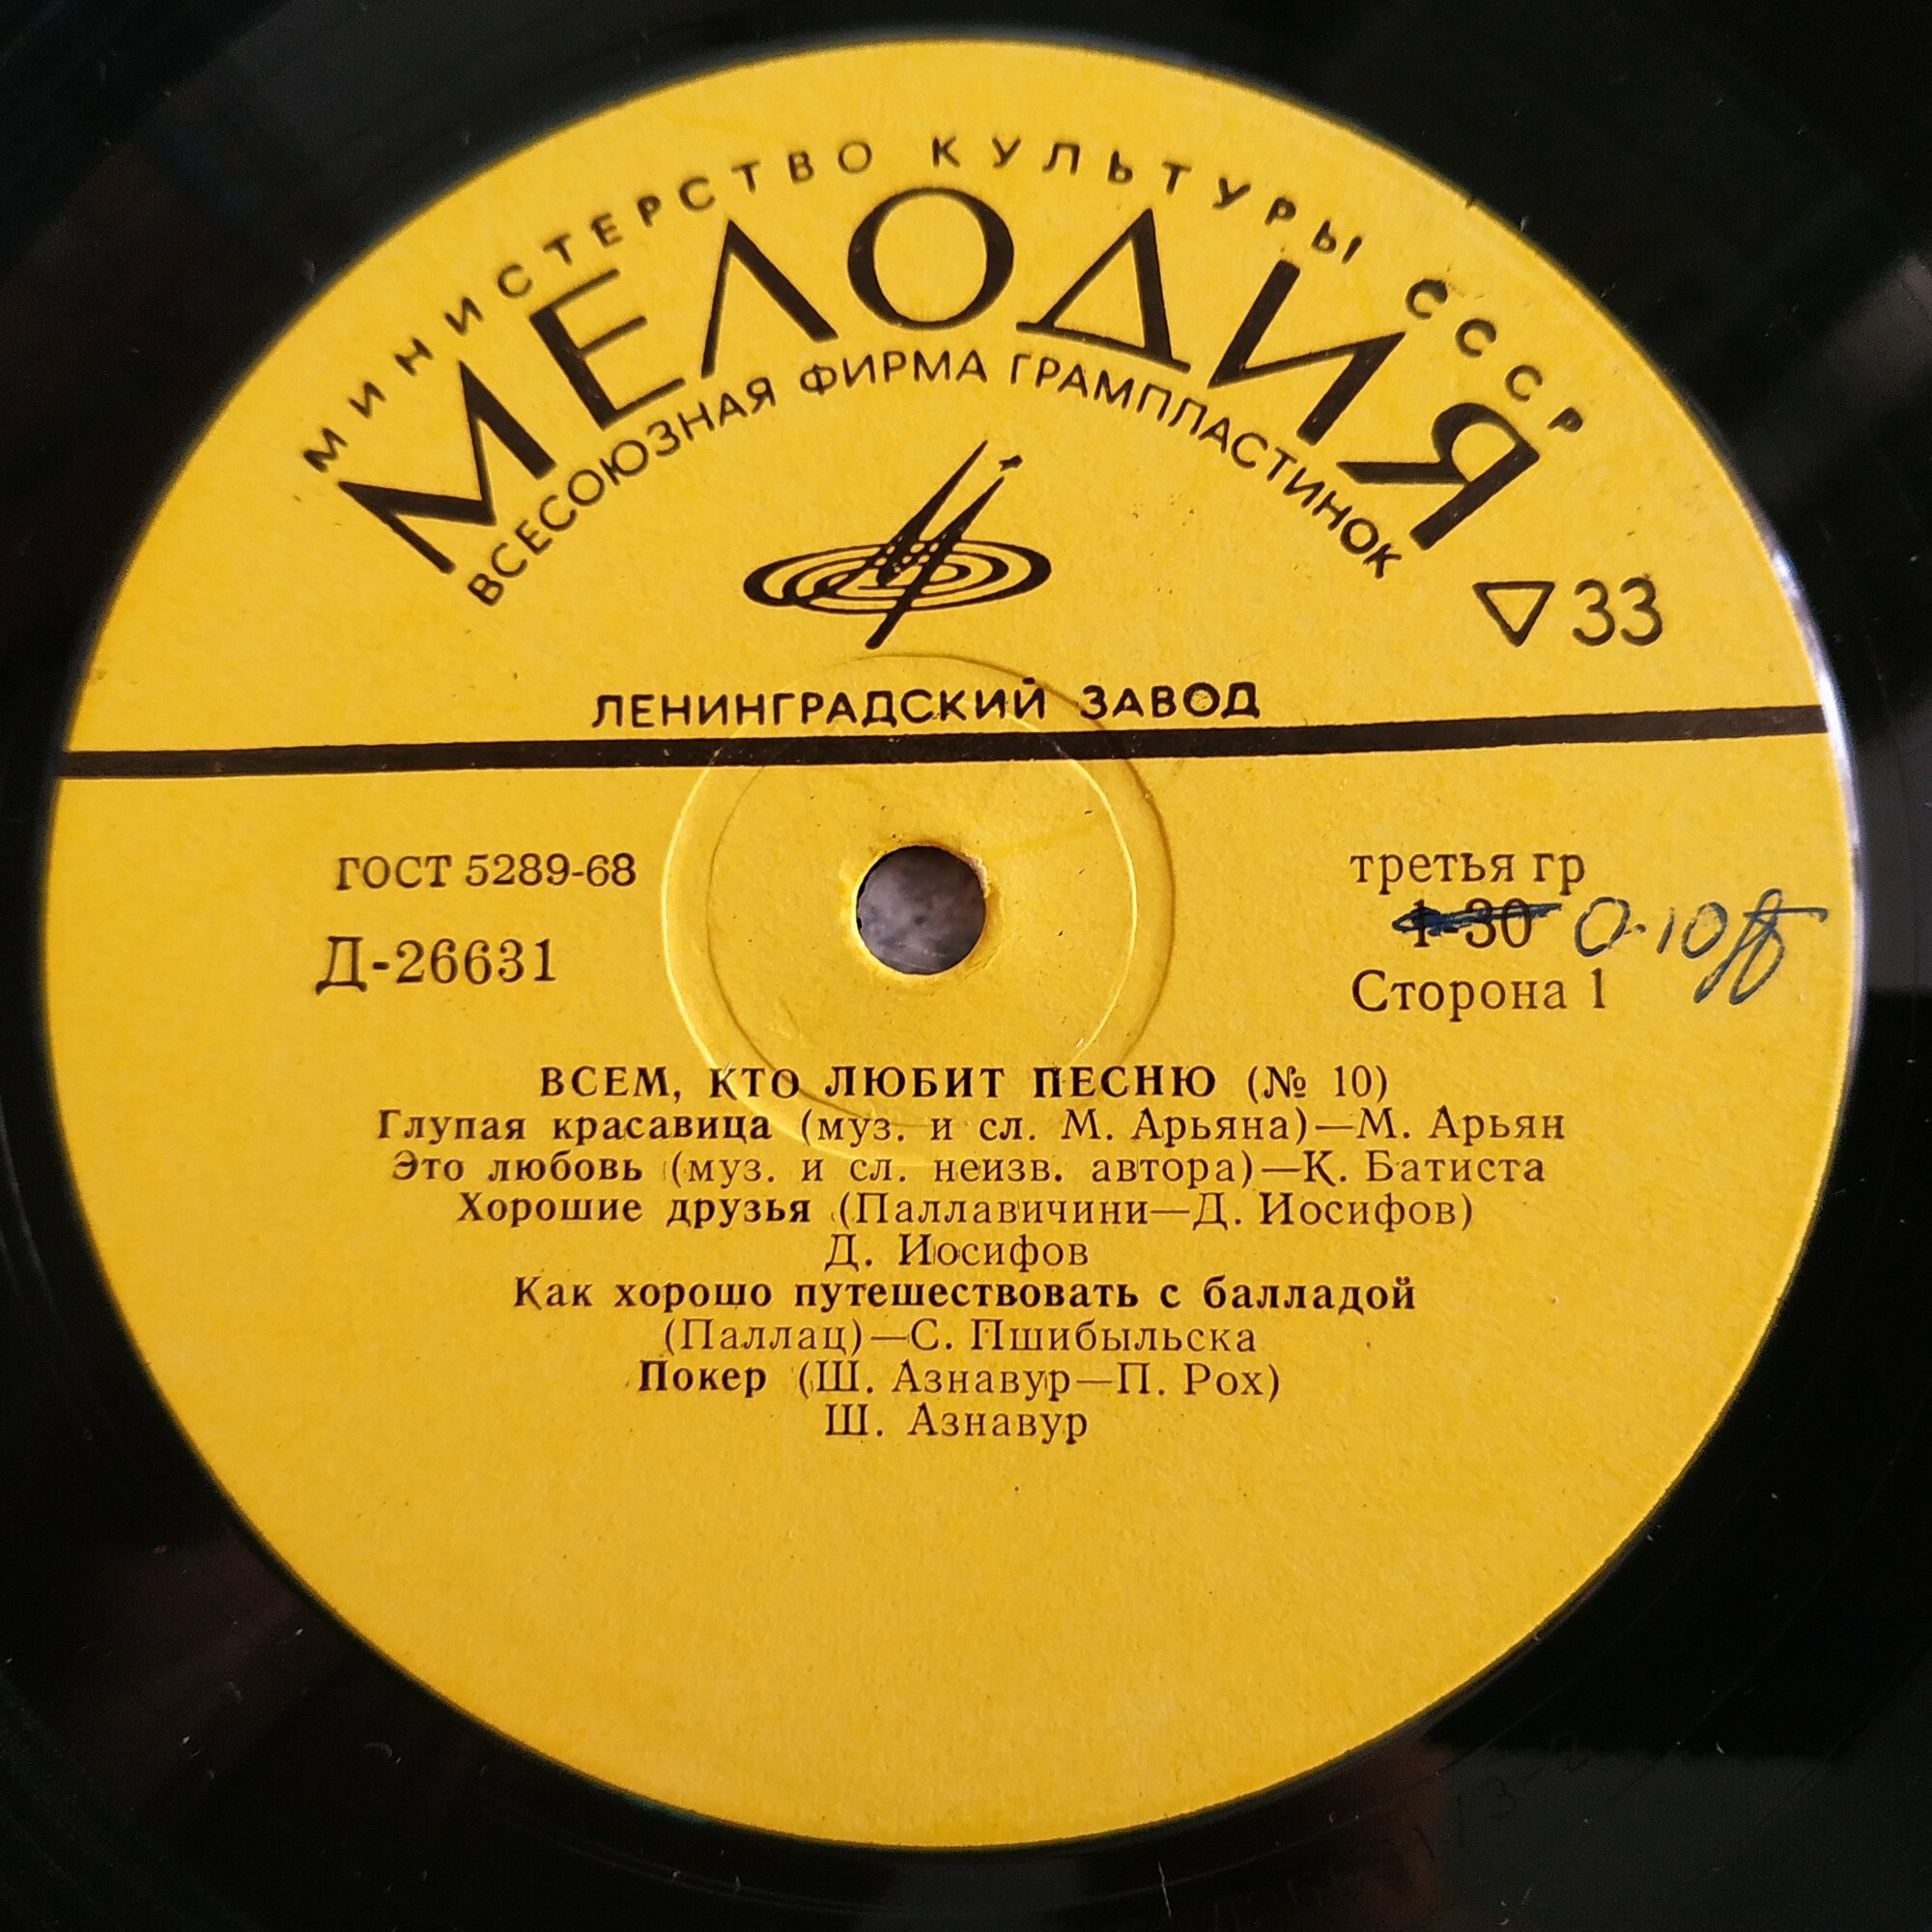 МИНИСТЕРСТВО КУЛЬТУРЫ СССР
МЕЛОДИЯ
ВСЕСОЮЗНАЯ ФИРМА ГРАМПЛАСТИНОК
33
ЛЕНИНГРАДСКИЙ ЗАВОД
ГОСТ 5289-68
третья гр
1-30 0-10
Д-26631
Сторона 1
ВСЕМ, КТО ЛЮБИТ ПЕСНЮ (№ 10)
Глупая красавица (муз. и сл. М. Арьяна)—М. Арьян
Это любовь (муз. и сл. неизв. автора)—К. Батиста
Хорошие друзья (Паллавичини—Д. Иосифов)
Д. Иосифов
Как хорошо путешествовать с балладой
(Паллац)—С. Пшибыльска
Покер (Ш. Азнавур—П. Рох)
Ш. Азнавур